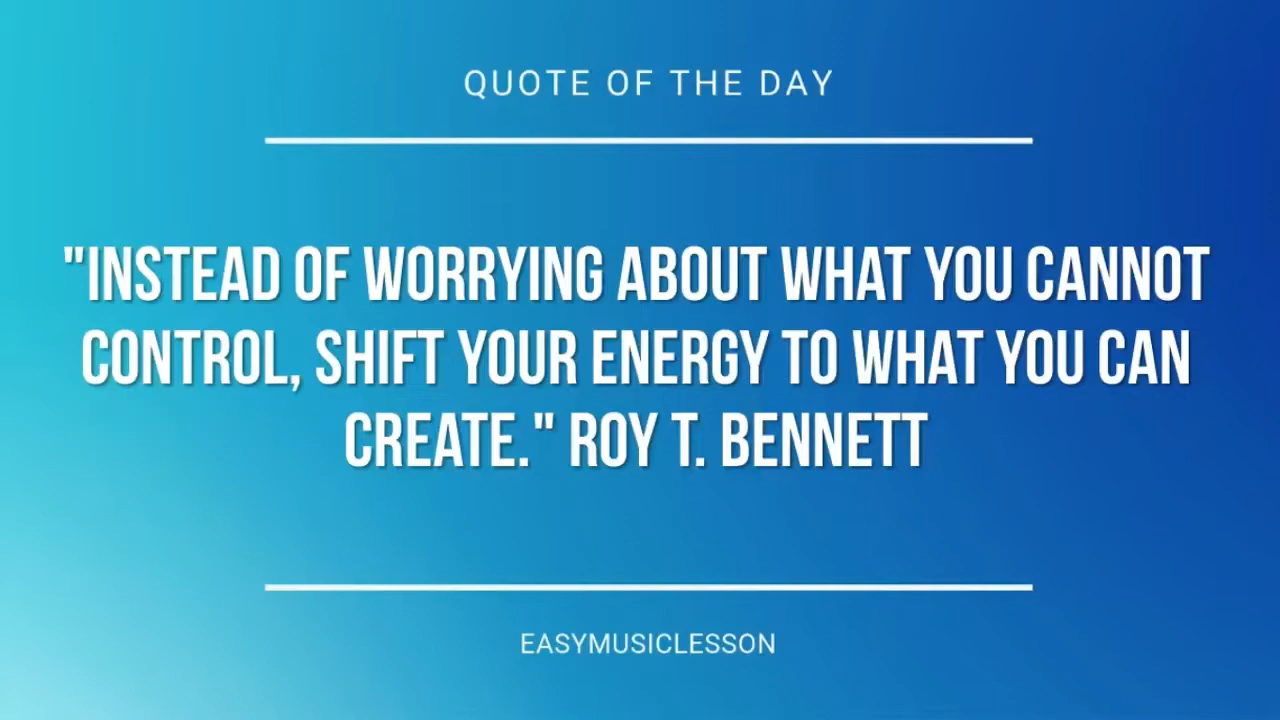 QUOTE OF THE DAY
"INSTEAD OF WORRYING ABOUT WHAT YOU CANNOT
CONTROL, SHIFT YOUR ENERGY TO WHAT YOU CAN
CREATE." ROY T. BENNETT
EASYMUSICLESSON